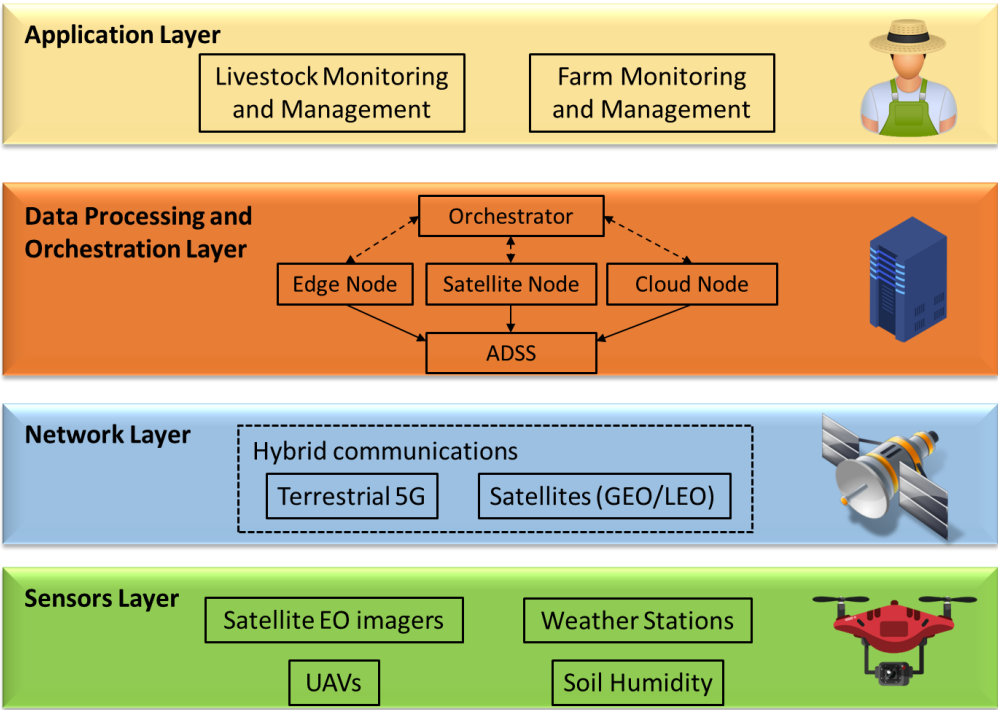 Application Layer
Livestock Monitoring
and Management
Farm Monitoring
and Management
Data Processing and
Orchestration Layer
Orchestrator
Edge Node
Satellite Node
Cloud Node
ADSS
Network Layer
Hybrid communications
Terrestrial 5G
Satellites (GEO/LEO)
Sensors Layer
Satellite EO imagers
Weather Stations
UAVs
Soil Humidity